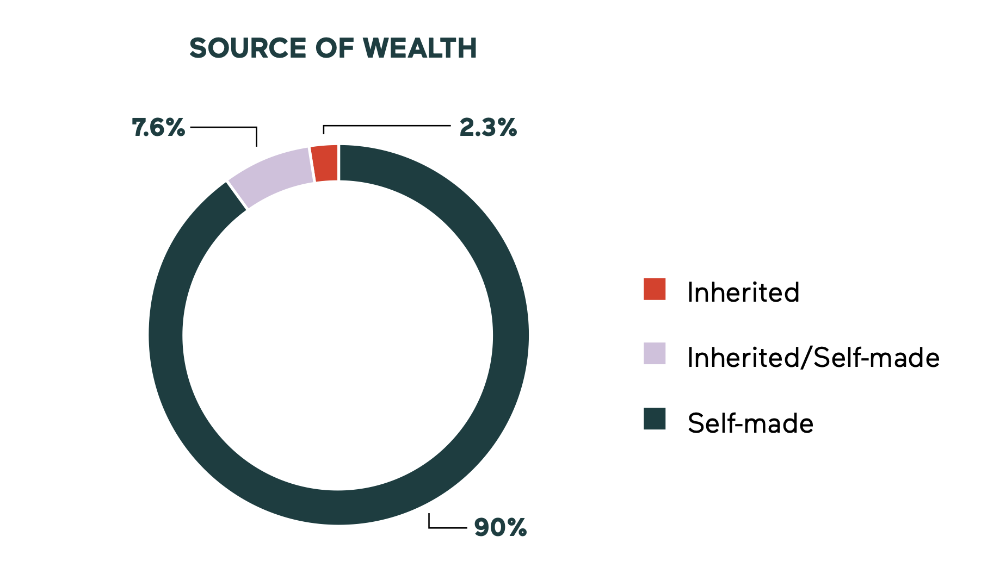 SOURCE OF WEALTH
7.6%
2.3%
Inherited
Inherited/Self-made
Self-made
90%